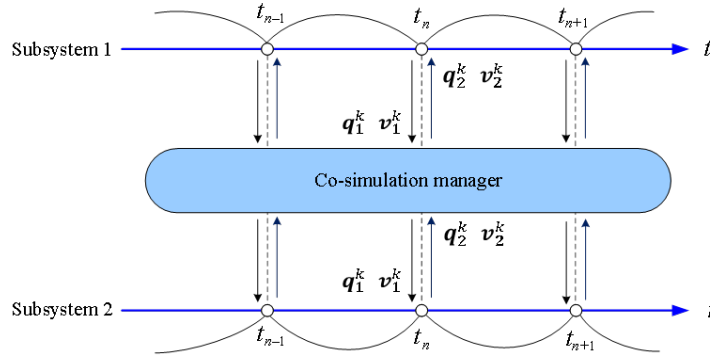 t_{n-1} t_n t_{n+1}
Subsystem 1 t
q_2^k v_2^k
q_1^k v_1^k
Co-simulation manager
q_2^k v_2^k
q_1^k v_1^k
Subsystem 2 t
t_{n-1} t_n t_{n+1}